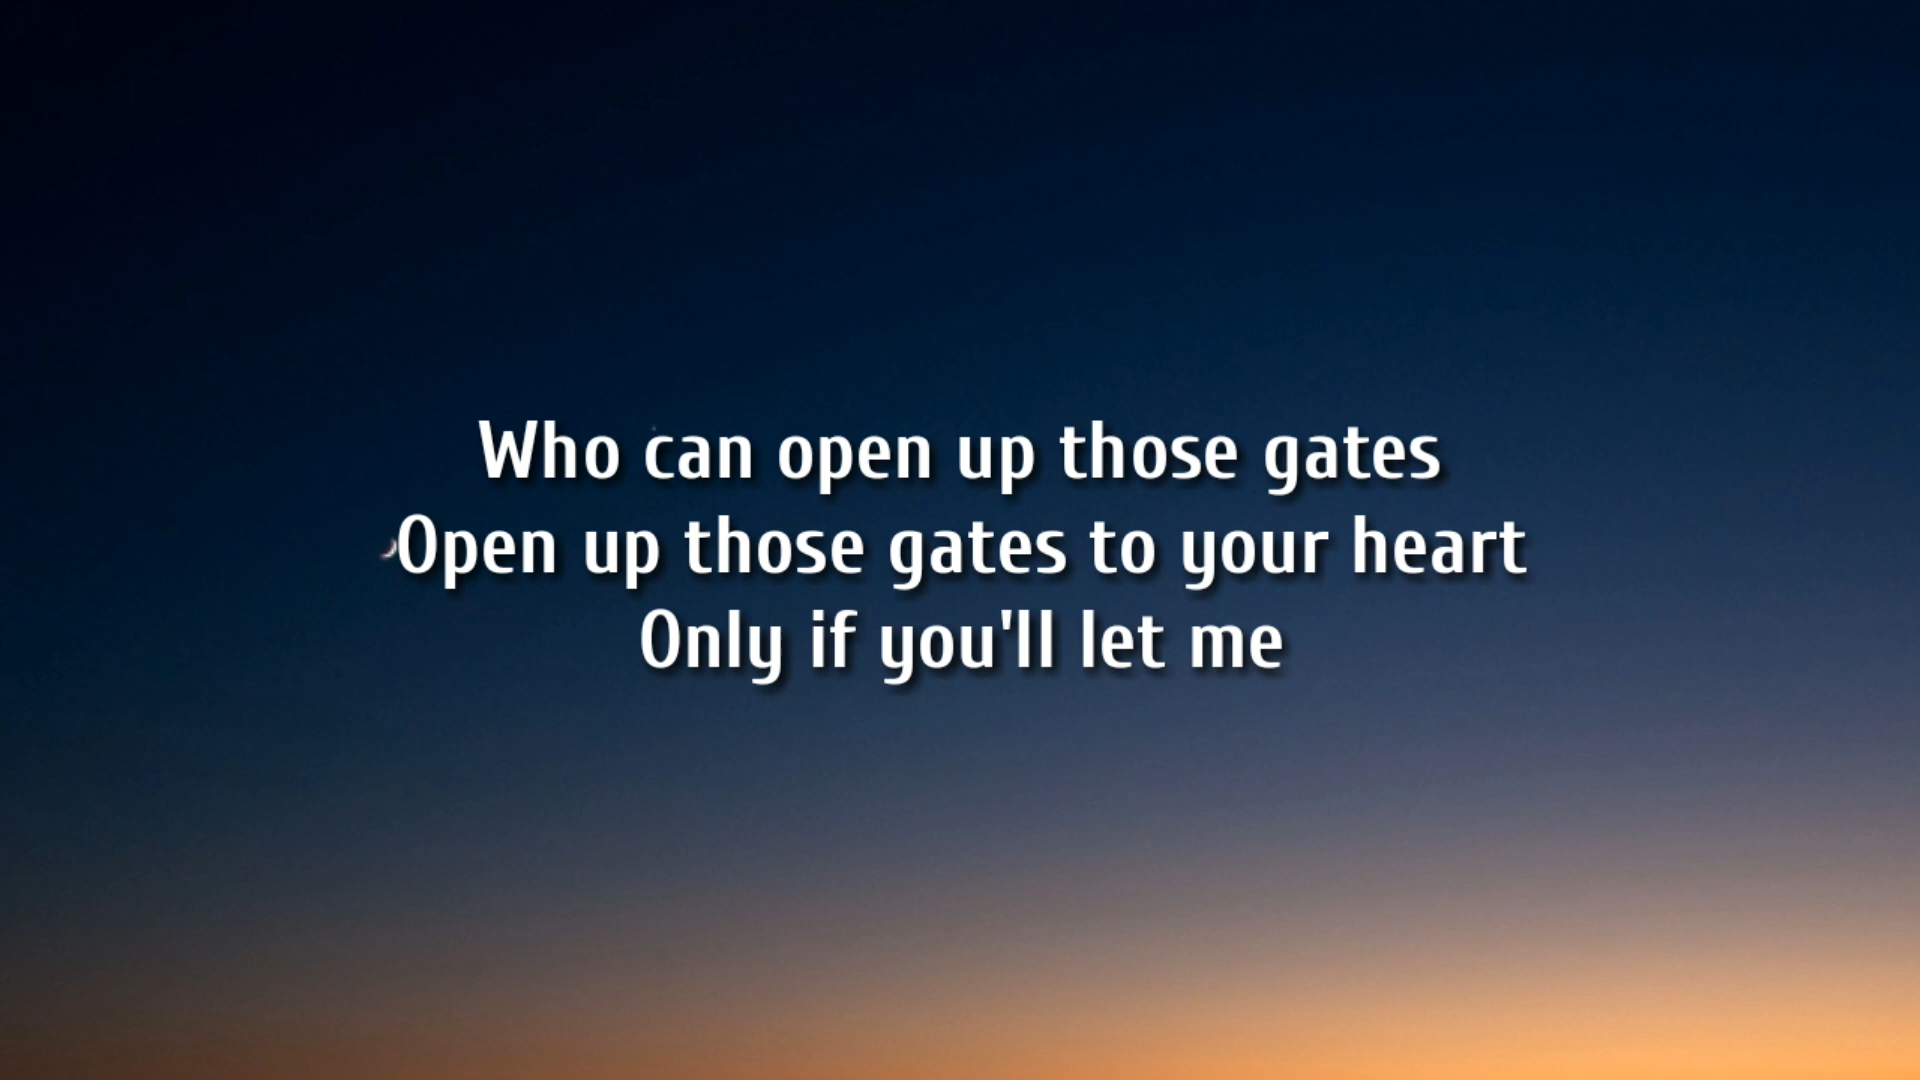 Who can open up those gates
Open up those gates to your heart
Only if you'll let me